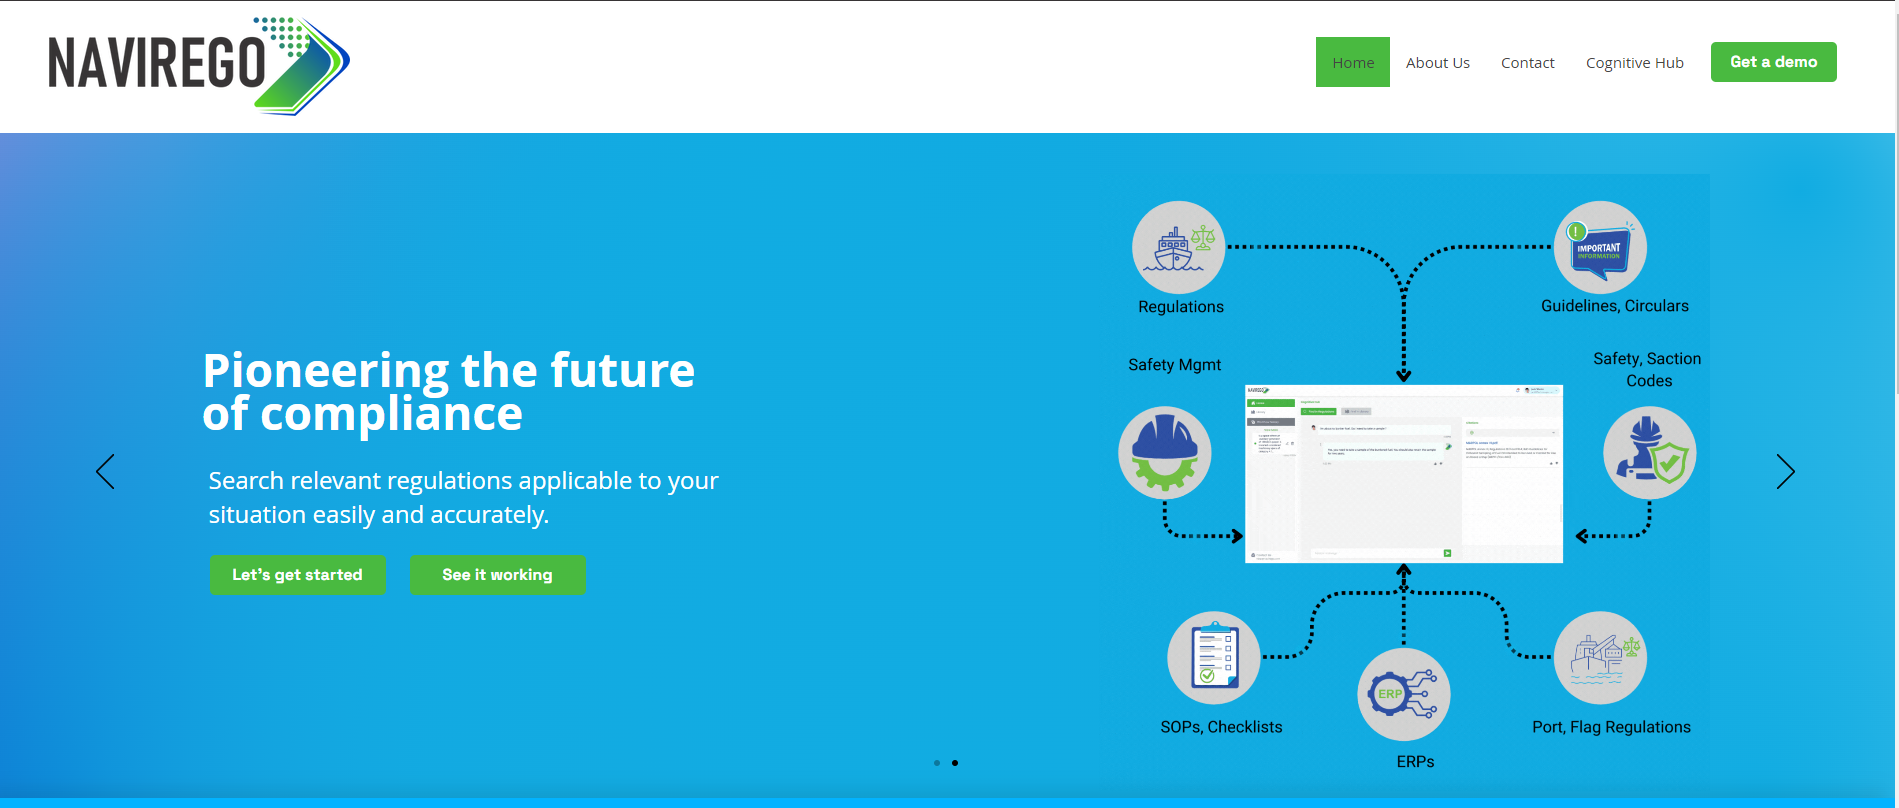 NAVIREGO
Home
About Us
Contact
Cognitive Hub
Get a demo
Pioneering the future
of compliance
Search relevant regulations applicable to your
situation easily and accurately.
Let's get started
See it working
Regulations
IMPORTANT
INFORMATION
Guidelines, Circulars
Safety Mgmt
Safety, Saction
Codes
NAVIREGO
SOPs, Checklists
ERP
ERPs
Port, Flag Regulations